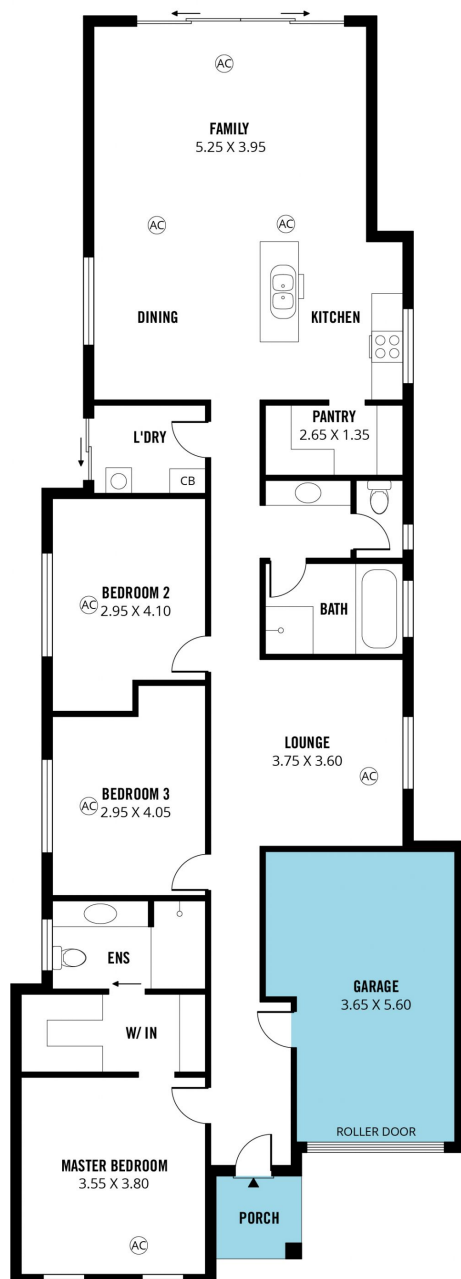 AC
FAMILY
5.25 X 3.95
AC
AC
DINING
KITCHEN
L'DRY
PANTRY
2.65 X 1.35
CB
BEDROOM 2
AC
2.95 X 4.10
BATH
LOUNGE
3.75 X 3.60
AC
BEDROOM 3
AC
2.95 X 4.05
ENS
GARAGE
3.65 X 5.60
W/ IN
ROLLER DOOR
MASTER BEDROOM
3.55 X 3.80
PORCH
AC